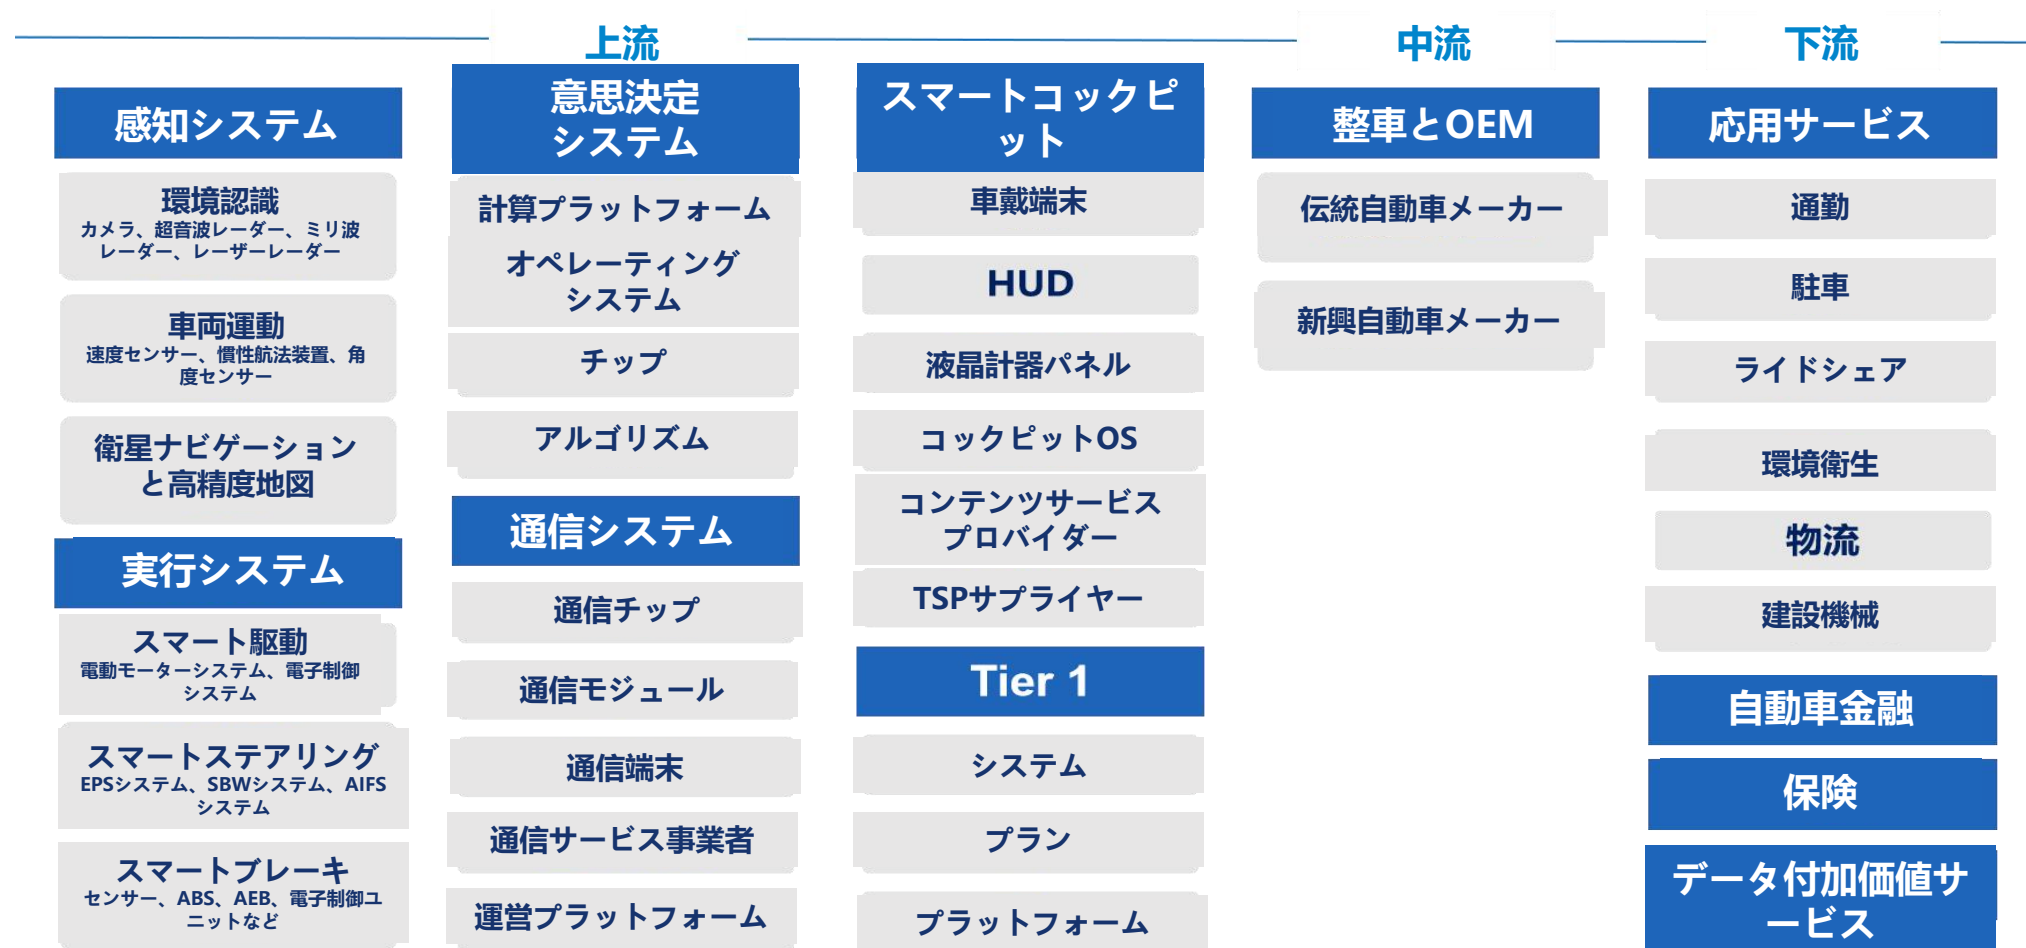 上流
中流
下流
感知システム
環境認識
カメラ、超音波レーダー、ミリ波
レーダー、レーザーレーダー
車両運動
速度センサー、慣性航法装置、角
度センサー
衛星ナビゲーション
と高精度地図
実行システム
スマート駆動
電動モーターシステム、電子制御
システム
スマートステアリング
EPSシステム、SBWシステム、AIFS
システム
スマートブレーキ
センサー、ABS、AEB、電子制御ユ
ニットなど
意思決定
システム
計算プラットフォーム
オペレーティング
システム
チップ
アルゴリズム
通信システム
通信チップ
通信モジュール
通信端末
通信サービス事業者
運営プラットフォーム
スマートコックピ
ット
車戴端末
HUD
液晶計器パネル
コックピットOS
コンテンツサービス
プロバイダー
TSPサプライヤー
Tier 1
システム
プラン
プラットフォーム
整車とOEM
伝統自動車メーカー
新興自動車メーカー
応用サービス
通勤
駐車
ライドシェア
環境衛生
物流
建設機械
自動車金融
保険
データ付加価値サ
ービス